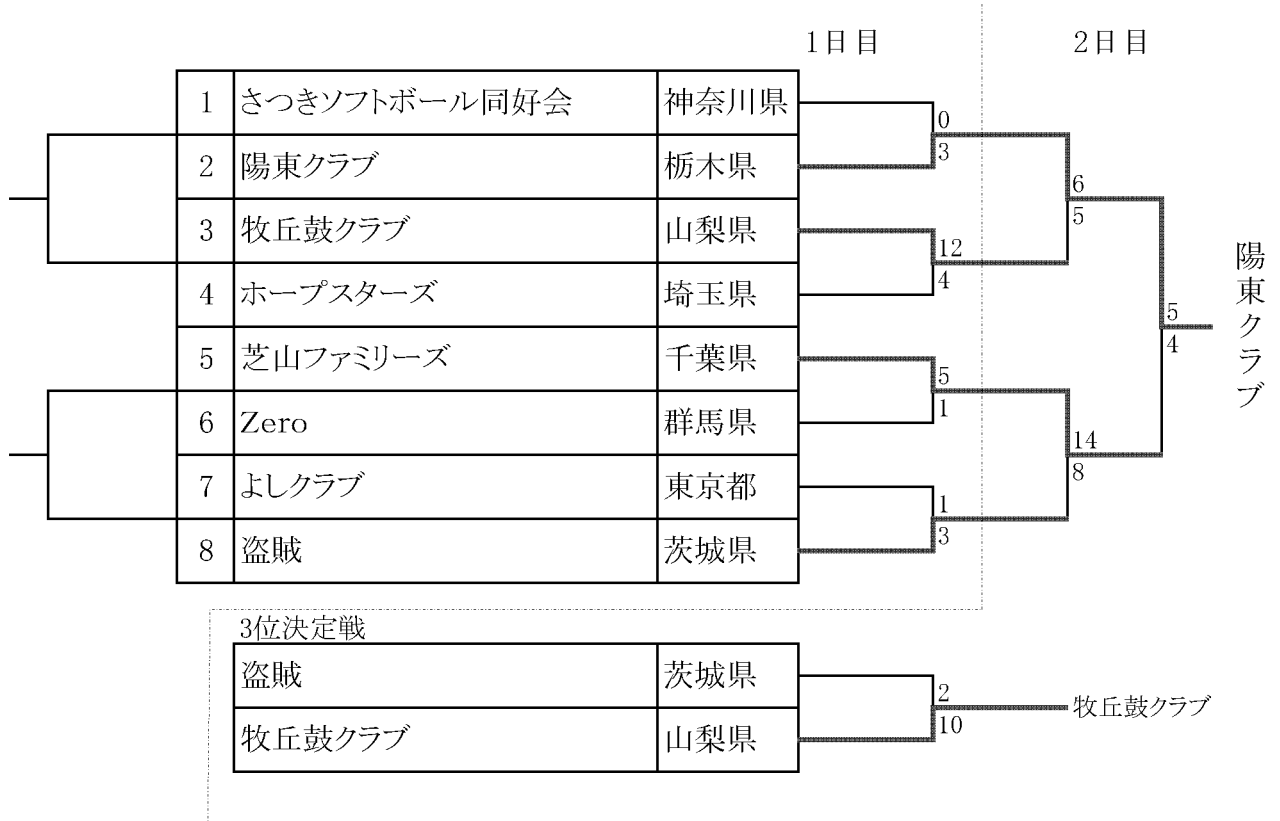 1日目 2日目
1 さつきソフトボール同好会 神奈川県
0
2 陽東クラブ 栃木県
3
6
3 牧丘鼓クラブ 山梨県
5
12
4 ホープスターズ 埼玉県
4
5
4
陽東クラブ
5 芝山ファミリーズ 千葉県
5
6 Zero 群馬県
1
14
7 よしクラブ 東京都
8
1
8 盗賊 茨城県
3
3位決定戦
盗賊 茨城県
2
牧丘鼓クラブ
牧丘鼓クラブ 山梨県
10